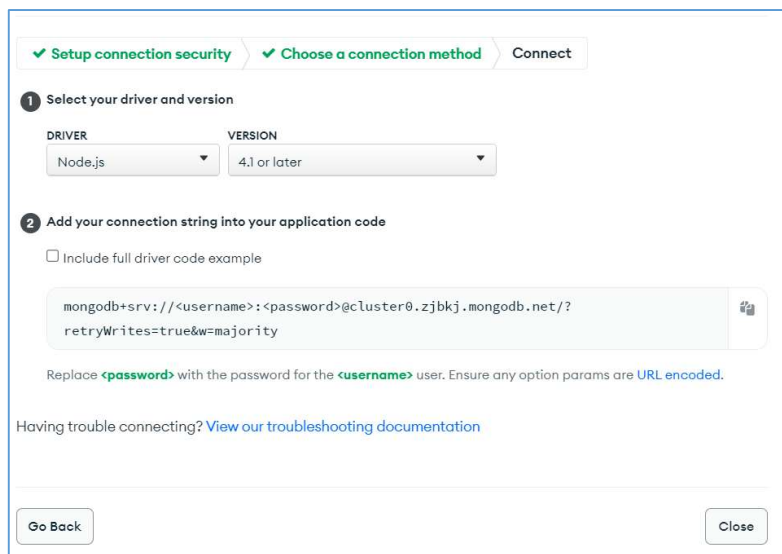 Setup connection security Choose a connection method Connect
1 Select your driver and version
DRIVER VERSION
Node.js 4.1 or later
2 Add your connection string into your application code
Include full driver code example
mongodb+srv://<username>:<password>@cluster0.zjbkj.mongodb.net/?
retryWrites=true&w=majority
Replace <password> with the password for the <username> user. Ensure any option params are URL encoded.
Having trouble connecting? View our troubleshooting documentation
Go Back Close